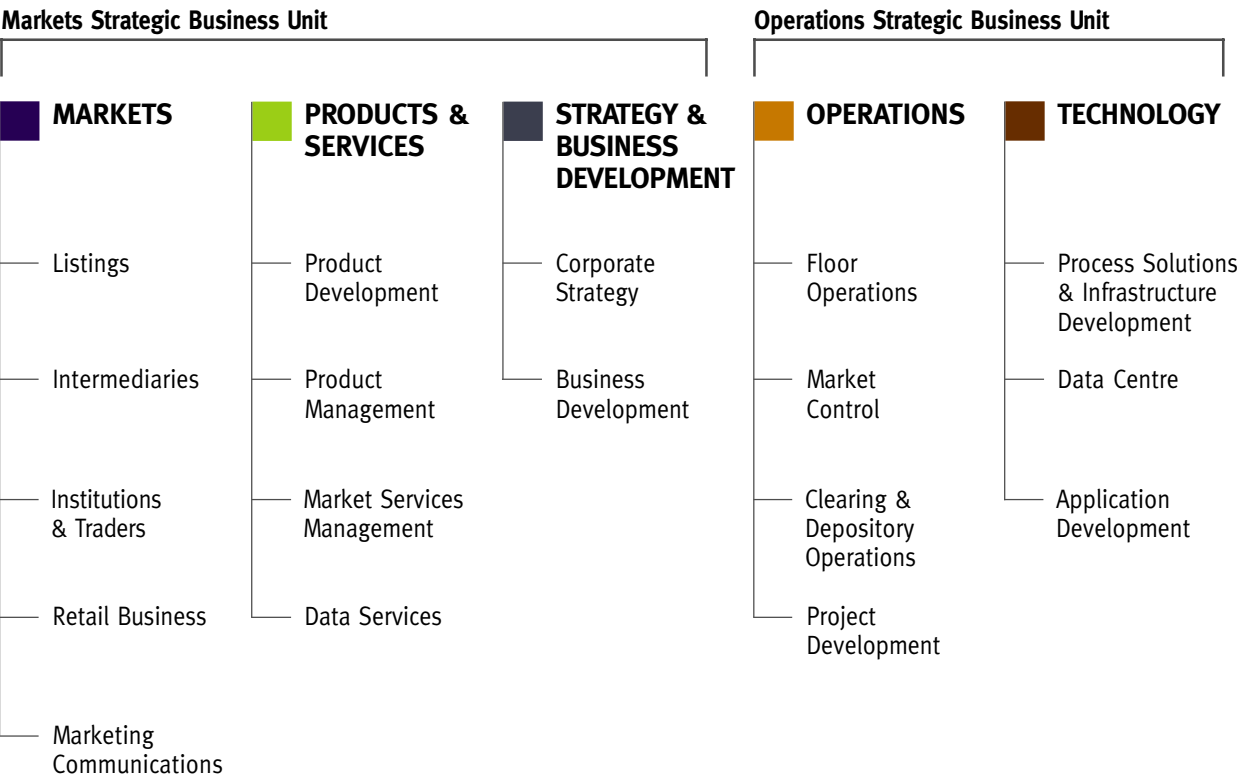 Markets Strategic Business Unit
MARKETS
Listings
Intermediaries
Institutions
& Traders
Retail Business
Marketing
Communications
PRODUCTS &
SERVICES
Product
Development
Product
Management
Market Services
Management
Data Services
STRATEGY &
BUSINESS
DEVELOPMENT
Corporate
Strategy
Business
Development
Operations Strategic Business Unit
OPERATIONS
Floor
Operations
Market
Control
Clearing &
Depository
Operations
Project
Development
TECHNOLOGY
Process Solutions
& Infrastructure
Development
Data Centre
Application
Development